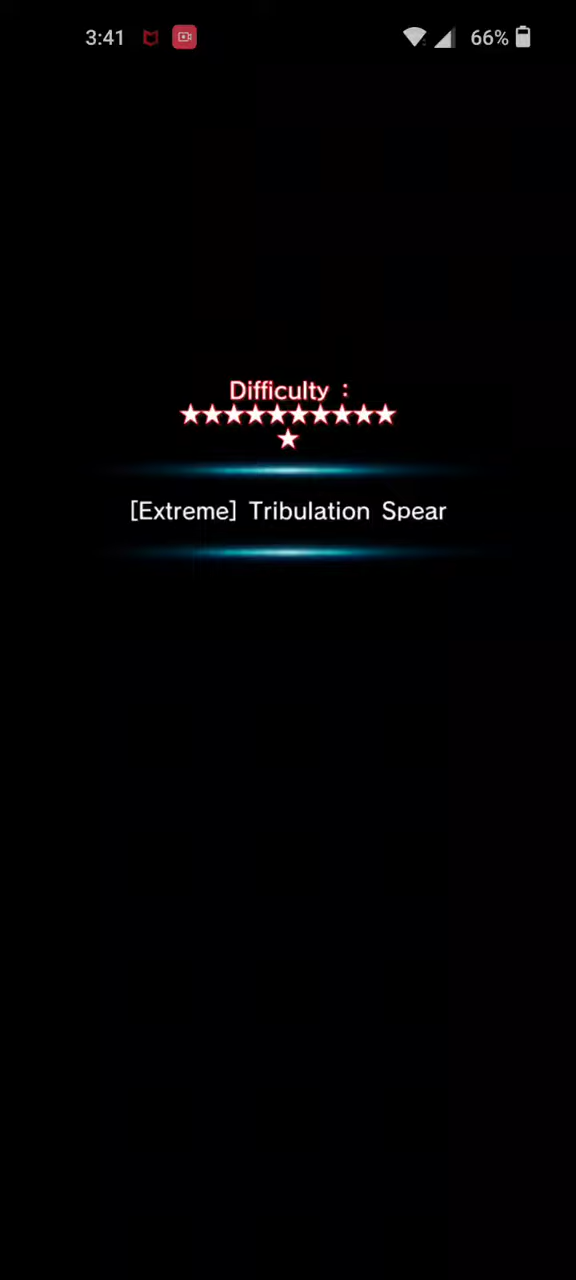 3:41 66%
Difficulty :
★★★★★★★★★★
★
[Extreme] Tribulation Spear